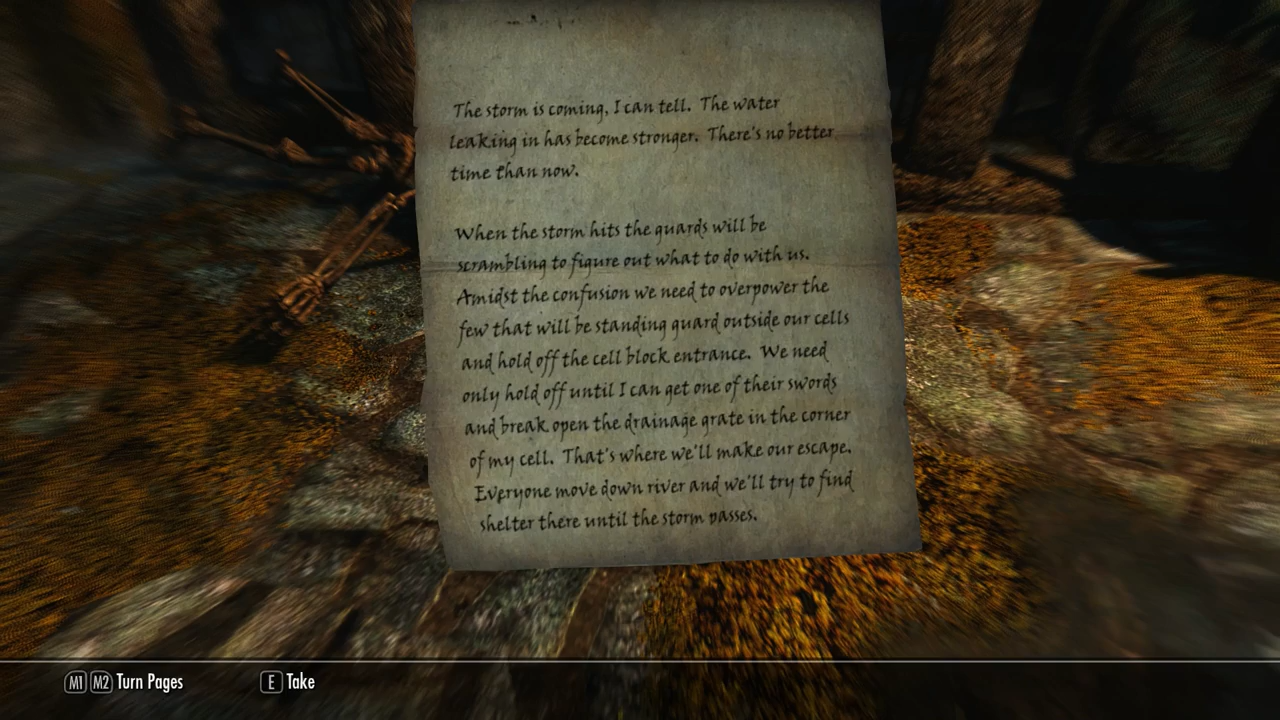 The storm is coming, I can tell. The water
leaking in has become stronger. There's no better
time than now.
When the storm hits the guards will be
scrambling to figure out what to do with us.
Amidst the confusion we need to overpower the
few that will be standing guard outside our cells
and hold off the cell block entrance. We need
only hold off until I can get one of their swords
and break open the drainage grate in the corner
of my cell. That's where we'll make our escape.
Everyone move down river and we'll try to find
shelter there until the storm passes.
M1 M2 Turn Pages E Take